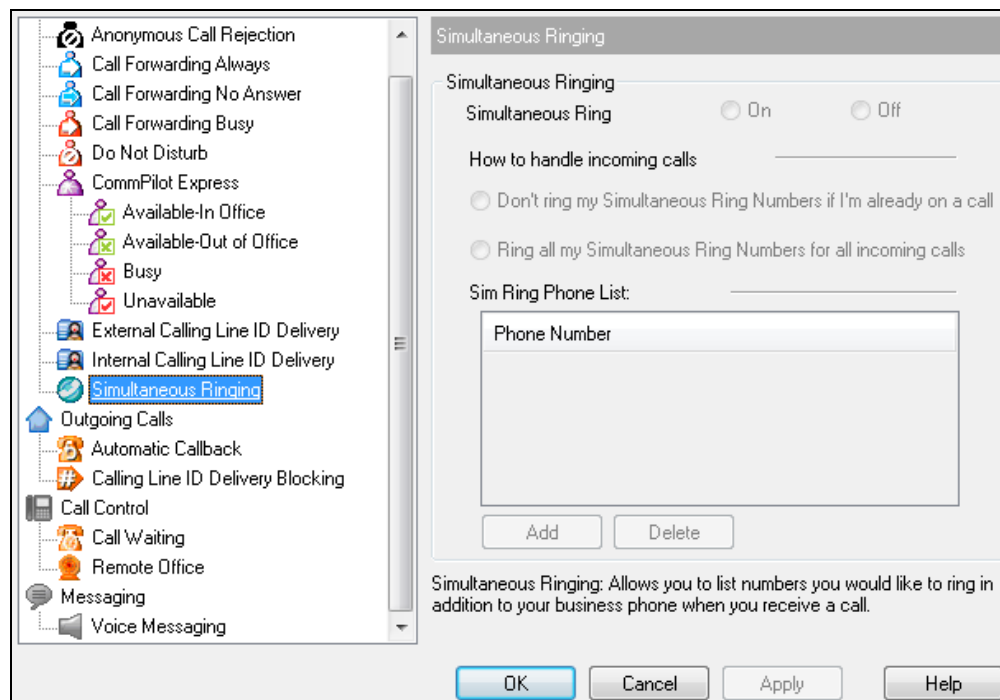 Anonymous Call Rejection
Call Forwarding Always
Call Forwarding No Answer
Call Forwarding Busy
Do Not Disturb
CommPilot Express
Available-In Office
Available-Out of Office
Busy
Unavailable
External Calling Line ID Delivery
Internal Calling Line ID Delivery
Simultaneous Ringing
Outgoing Calls
Automatic Callback
Calling Line ID Delivery Blocking
Call Control
Call Waiting
Remote Office
Messaging
Voice Messaging
Simultaneous Ringing
Simultaneous Ringing
Simultaneous Ring On Off
How to handle incoming calls
Don't ring my Simultaneous Ring Numbers if I'm already on a call
Ring all my Simultaneous Ring Numbers for all incoming calls
Sim Ring Phone List:
Phone Number
Add Delete
Simultaneous Ringing: Allows you to list numbers you would like to ring in
addition to your business phone when you receive a call.
OK Cancel Apply Help